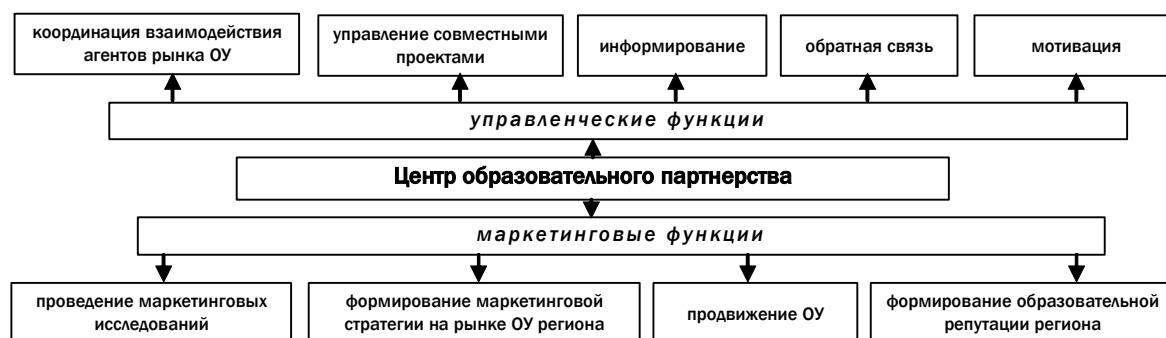 координация взаимодействия
агентов рынка ОУ
управление совместными
проектами
информирование
обратная связь
мотивация
управленческие функции
Центр образовательного партнерства
маркетинговые функции
проведение маркетинговых
исследований
формирование маркетинговой
стратегии на рынке ОУ региона
продвижение ОУ
формирование образовательной
репутации региона